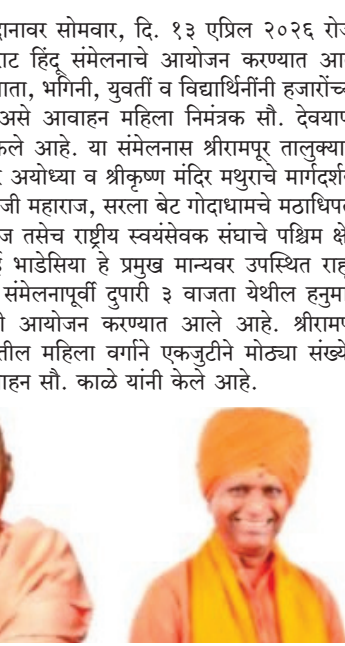 दानावर सोमवार, दि. १३ एप्रिल २०२६ रोज
राट हिंदू संमेलनाचे आयोजन करण्यात आल
माता, भगिनी, युवतीं व विद्यार्थिनींनी हजारोंच्य
असे आवाहन महिला निमंत्रक सौ. देवयान
केले आहे. या संमेलनास श्रीरामपूर तालुक्या
र अयोध्या व श्रीकृष्ण मंदिर मथुराचे मार्गदर्श
जी महाराज, सरला बेट गोदाधामचे मठाधिप
ज तसेच राष्ट्रीय स्वयंसेवक संघाचे पश्चिम क्षे
ई भाडेसिया हे प्रमुख मान्यवर उपस्थित राह
संमेलनापूर्वी दुपारी ३ वाजता येथील हनुमा
ी आयोजन करण्यात आले आहे. श्रीराम
तील महिला वर्गाने एकजुटीने मोठ्या संख्ये
वाहन सौ. काळे यांनी केले आहे.